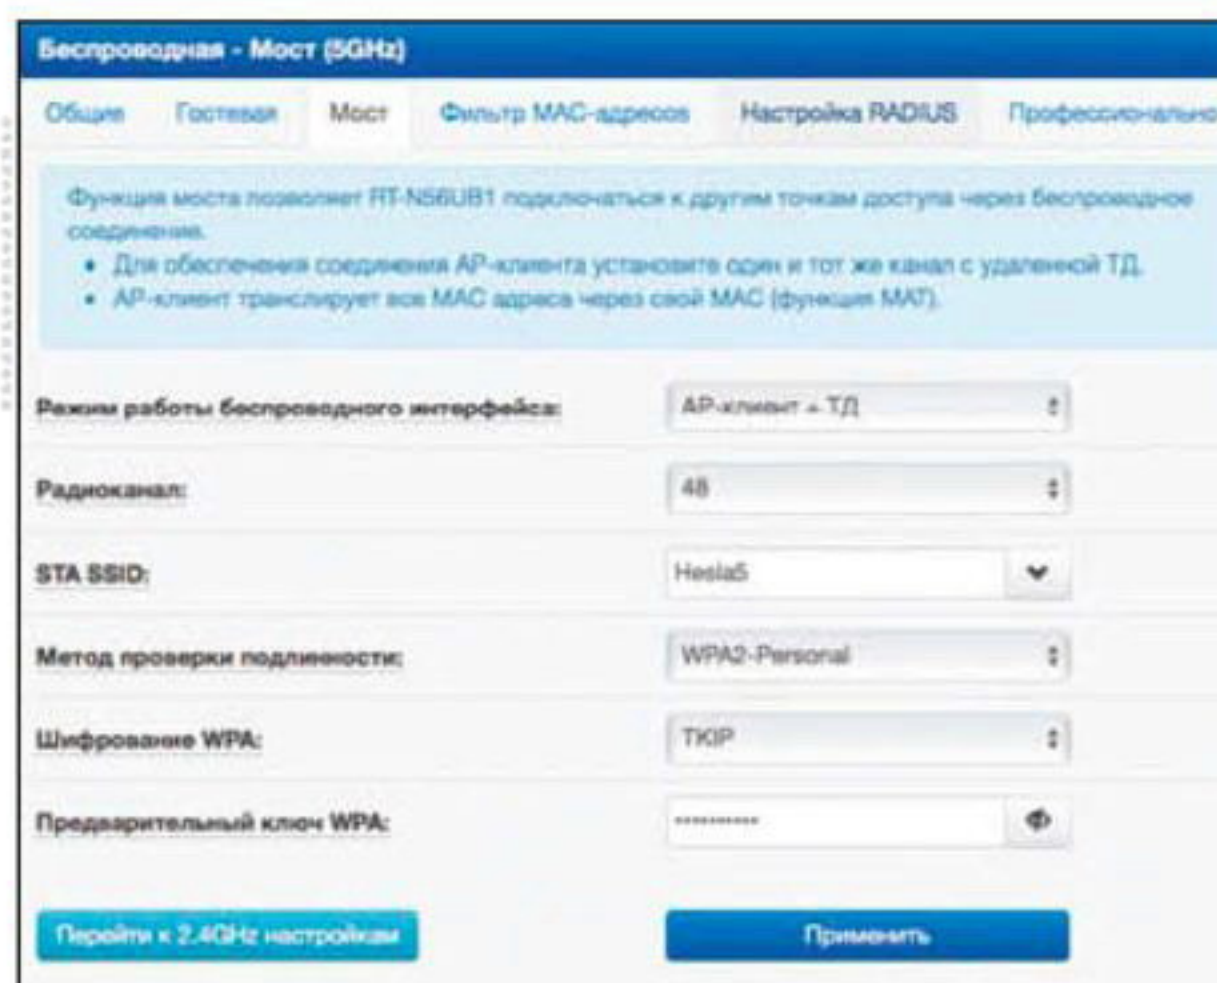 Беспроводная - Мост (5GHz)
Общие Гостевая Мост Фильтр MAC-адресов Настройка RADIUS Профессионально
Функция моста позволяет RT-N56UB1 подключаться к другим точкам доступа через беспроводное
соединение.
• Для обеспечения соединения AP-клиента установите один и тот же канал с удаленной ТД.
• AP-клиент транслирует все MAC адреса через свой MAC (функция MAT).
Режим работы беспроводного интерфейса: AP-клиент + ТД
Радиоканал: 48
STA SSID: Hesla5
Метод проверки подлинности: WPA2-Personal
Шифрование WPA: TKIP
Предварительный ключ WPA: ••••••••••
Перейти к 2.4GHz настройкам Применить